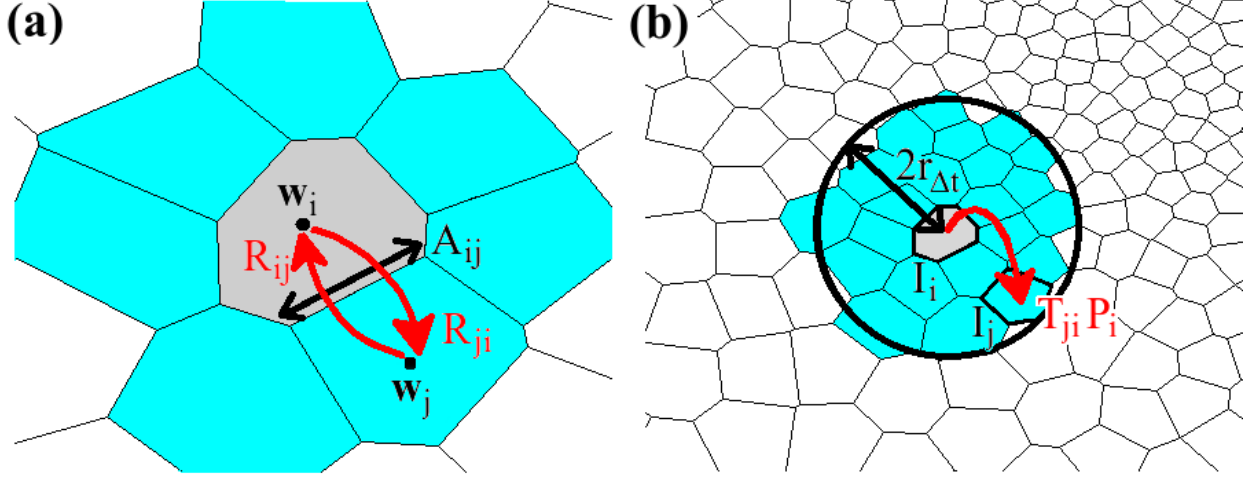 (a)
w_i
R_ij
A_ij
R_ji
w_j
(b)
2r_Δt
I_i
I_j
T_ji P_i